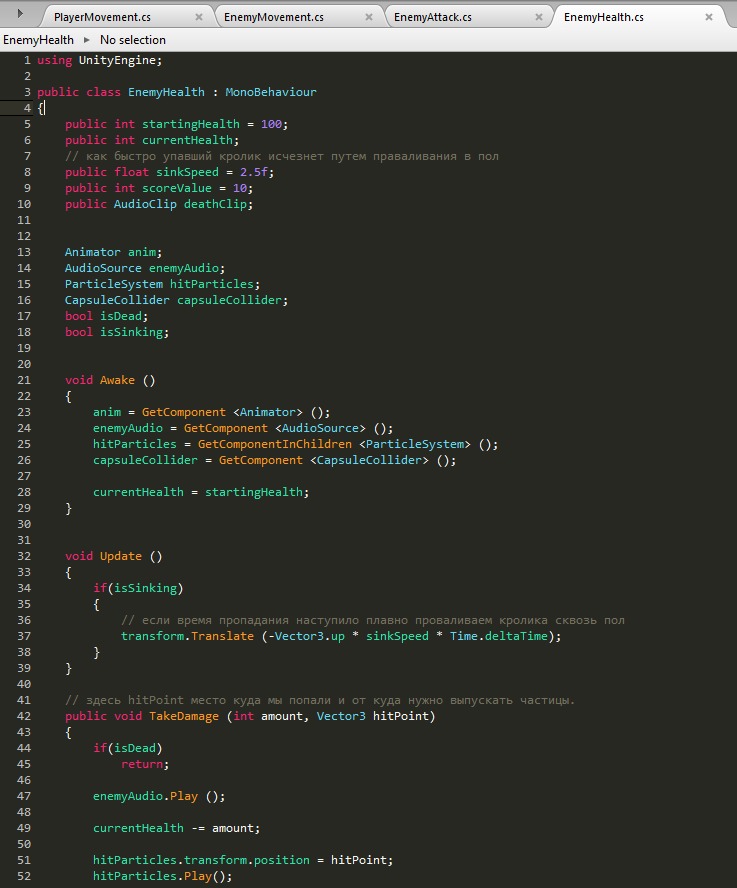 PlayerMovement.cs × EnemyMovement.cs × EnemyAttack.cs × EnemyHealth.cs ×
EnemyHealth ▸ No selection
1 using UnityEngine;
2
3 public class EnemyHealth : MonoBehaviour
4 {
5 public int startingHealth = 100;
6 public int currentHealth;
7 // как быстро упавший кролик исчезнет путем праваливания в пол
8 public float sinkSpeed = 2.5f;
9 public int scoreValue = 10;
10 public AudioClip deathClip;
11
12
13 Animator anim;
14 AudioSource enemyAudio;
15 ParticleSystem hitParticles;
16 CapsuleCollider capsuleCollider;
17 bool isDead;
18 bool isSinking;
19
20
21 void Awake ()
22 {
23 anim = GetComponent <Animator> ();
24 enemyAudio = GetComponent <AudioSource> ();
25 hitParticles = GetComponentInChildren <ParticleSystem> ();
26 capsuleCollider = GetComponent <CapsuleCollider> ();
27
28 currentHealth = startingHealth;
29 }
30
31
32 void Update ()
33 {
34 if(isSinking)
35 {
36 // если время пропадания наступило плавно проваливаем кролика сквозь пол
37 transform.Translate (-Vector3.up * sinkSpeed * Time.deltaTime);
38 }
39 }
40
41 // здесь hitPoint место куда мы попали и от куда нужно выпускать частицы.
42 public void TakeDamage (int amount, Vector3 hitPoint)
43 {
44 if(isDead)
45 return;
46
47 enemyAudio.Play ();
48
49 currentHealth -= amount;
50
51 hitParticles.transform.position = hitPoint;
52 hitParticles.Play();